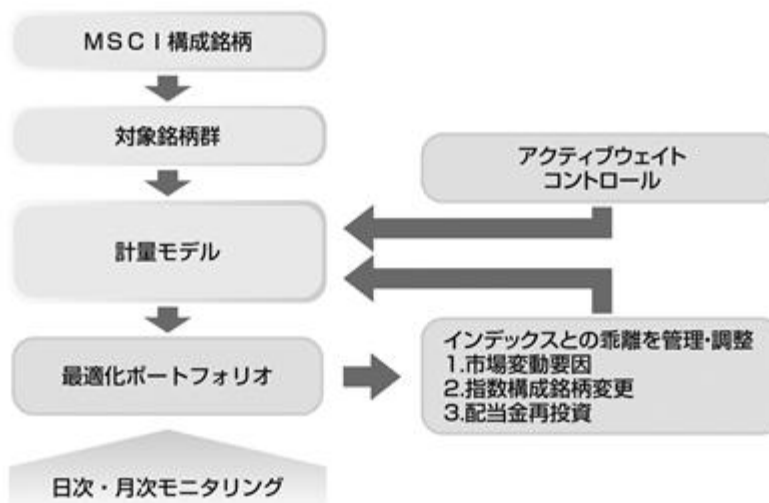 MSCI構成銘柄
対象銘柄群
アクティブウェイト
コントロール
計量モデル
最適化ポートフォリオ
インデックスとの乖離を管理・調整
1.市場変動要因
2.指数構成銘柄変更
3.配当金再投資
日次・月次モニタリング